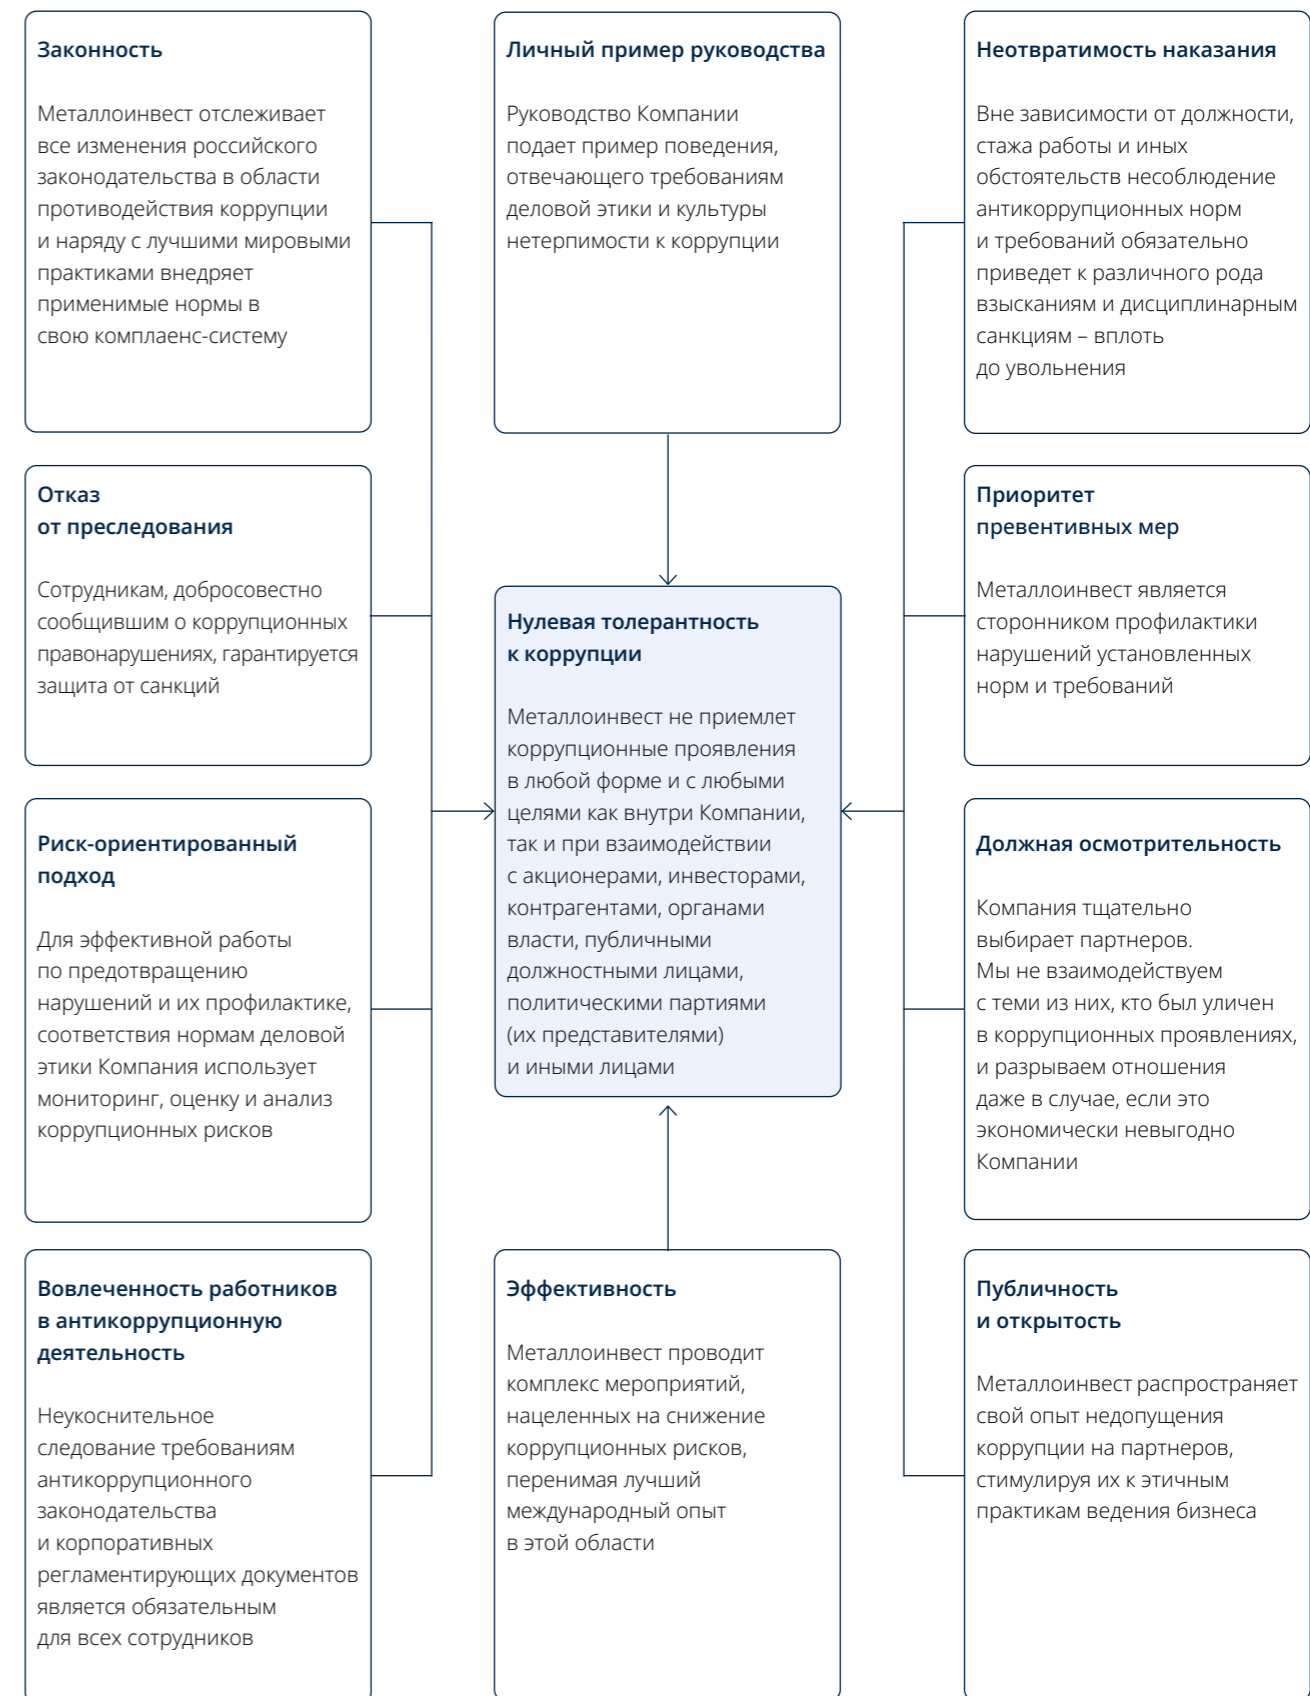 Законность
Металлоинвест отслеживает
все изменения российского
законодательства в области
противодействия коррупции
и наряду с лучшими мировыми
практиками внедряет
применимые нормы в
свою комплаенс-систему
Личный пример руководства
Руководство Компании
подает пример поведения,
отвечающего требованиям
деловой этики и культуры
нетерпимости к коррупции
Неотвратимость наказания
Вне зависимости от должности,
стажа работы и иных
обстоятельств несоблюдение
антикоррупционных норм
и требований обязательно
приведет к различного рода
взысканиям и дисциплинарным
санкциям – вплоть
до увольнения
Отказ
от преследования
Сотрудникам, добросовестно
сообщившим о коррупционных
правонарушениях, гарантируется
защита от санкций
Нулевая толерантность
к коррупции
Металлоинвест не приемлет
коррупционные проявления
в любой форме и с любыми
целями как внутри Компании,
так и при взаимодействии
с акционерами, инвесторами,
контрагентами, органами
власти, публичными
должностными лицами,
политическими партиями
(их представителями)
и иными лицами
Приоритет
превентивных мер
Металлоинвест является
сторонником профилактики
нарушений установленных
норм и требований
Риск-ориентированный
подход
Для эффективной работы
по предотвращению
нарушений и их профилактике,
соответствия нормам деловой
этики Компания использует
мониторинг, оценку и анализ
коррупционных рисков
Должная осмотрительность
Компания тщательно
выбирает партнеров.
Мы не взаимодействуем
с теми из них, кто был уличен
в коррупционных проявлениях,
и разрываем отношения
даже в случае, если это
экономически невыгодно
Компании
Вовлеченность работников
в антикоррупционную
деятельность
Неукоснительное
следование требованиям
антикоррупционного
законодательства
и корпоративных
регламентирующих документов
является обязательным
для всех сотрудников
Эффективность
Металлоинвест проводит
комплекс мероприятий,
нацеленных на снижение
коррупционных рисков,
перенимая лучший
международный опыт
в этой области
Публичность
и открытость
Металлоинвест распространяет
свой опыт недопущения
коррупции на партнеров,
стимулируя их к этичным
практикам ведения бизнеса